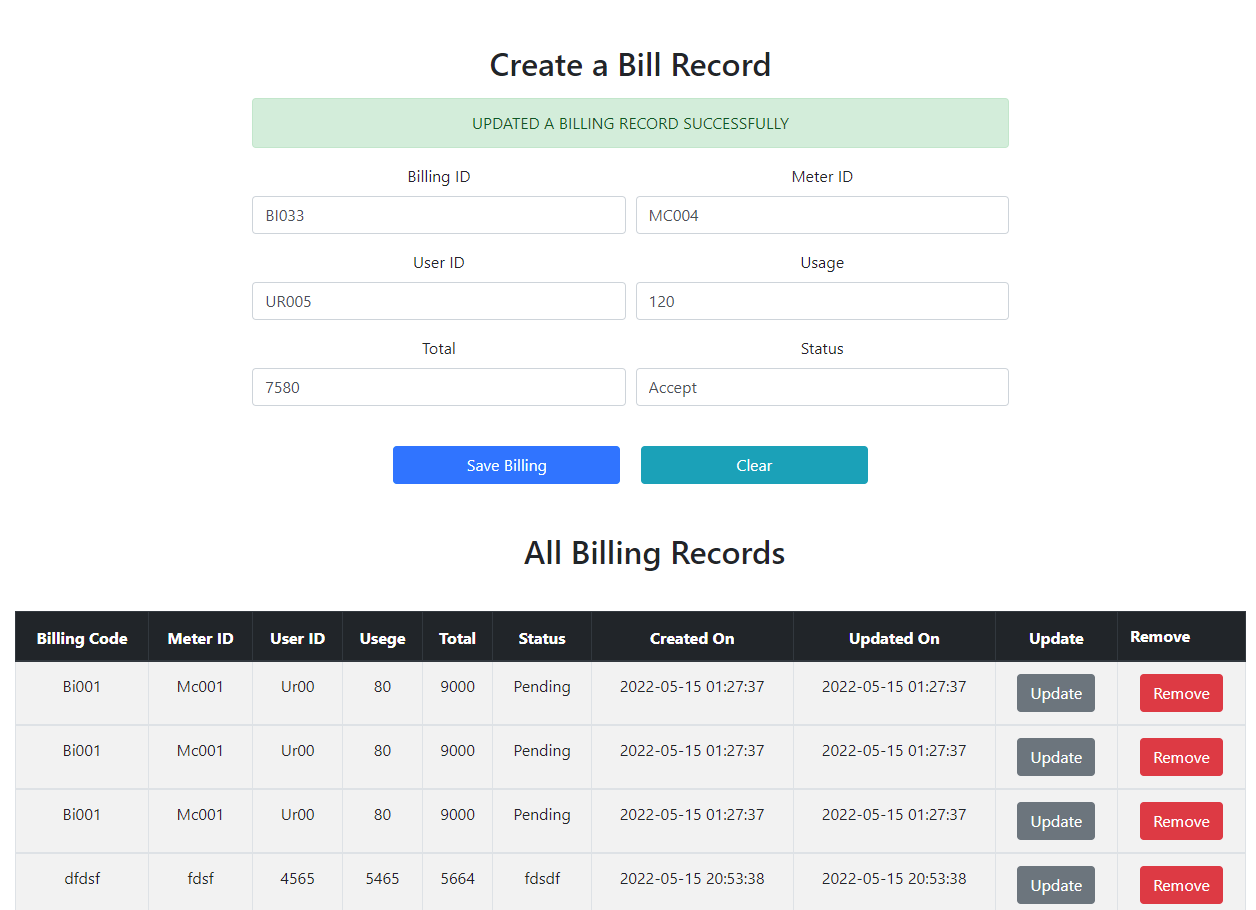 Create a Bill Record
UPDATED A BILLING RECORD SUCCESSFULLY
Billing ID Meter ID
BI033 MC004
User ID Usage
UR005 120
Total Status
7580 Accept
Save Billing Clear
All Billing Records
Billing Code Meter ID User ID Usege Total Status Created On Updated On Update Remove
Bi001 Mc001 Ur00 80 9000 Pending 2022-05-15 01:27:37 2022-05-15 01:27:37 Update Remove
Bi001 Mc001 Ur00 80 9000 Pending 2022-05-15 01:27:37 2022-05-15 01:27:37 Update Remove
Bi001 Mc001 Ur00 80 9000 Pending 2022-05-15 01:27:37 2022-05-15 01:27:37 Update Remove
dfdsf fdsf 4565 5465 5664 fdsdf 2022-05-15 20:53:38 2022-05-15 20:53:38 Update Remove